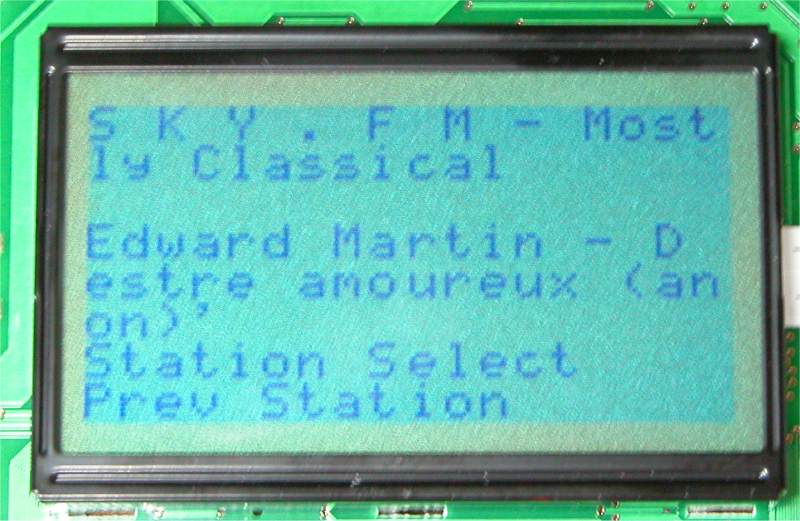 S K Y . F M - Most
ly Classical
Edward Martin - D
estre amoureux (an
on)'
Station Select
Prev Station